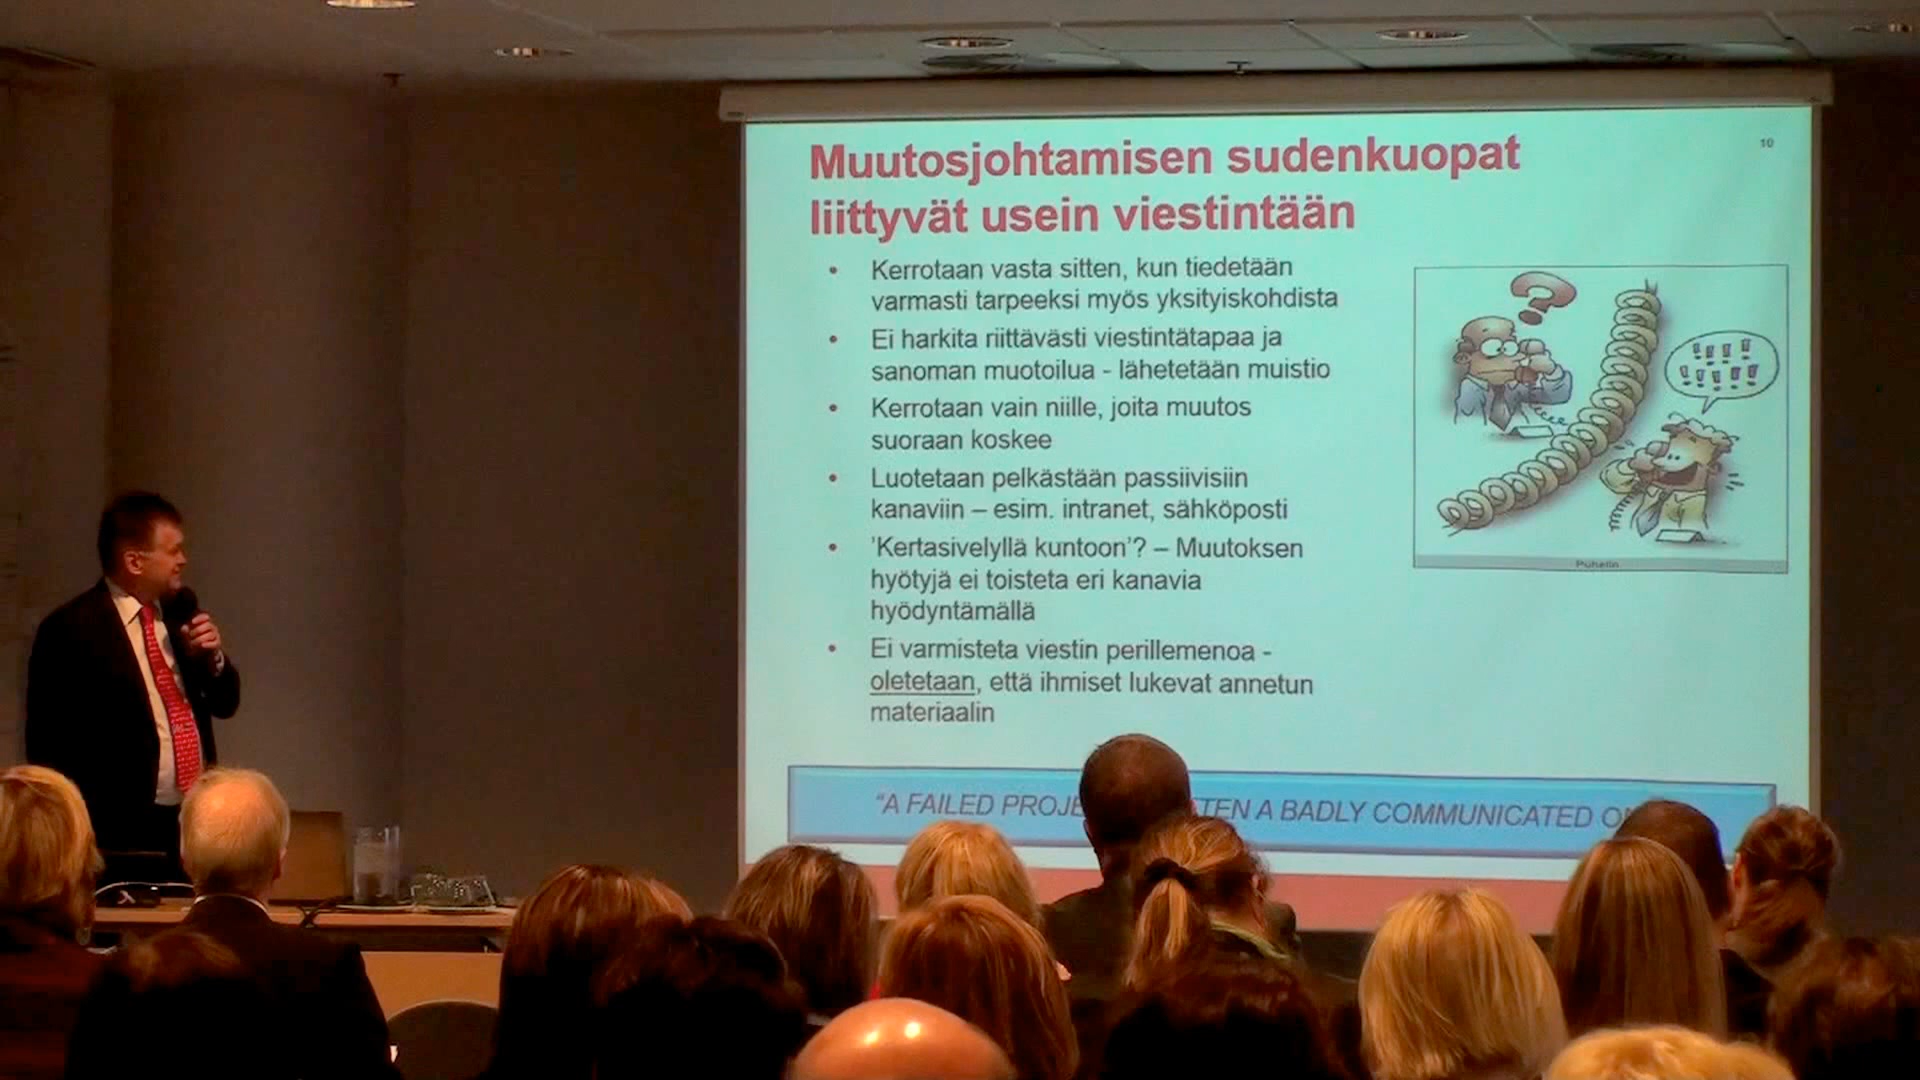 10
Muutosjohtamisen sudenkuopat
liittyvät usein viestintään
• Kerrotaan vasta sitten, kun tiedetään
varmasti tarpeeksi myös yksityiskohdista
• Ei harkita riittävästi viestintätapaa ja
sanoman muotoilua - lähetetään muistio
• Kerrotaan vain niille, joita muutos
suoraan koskee
• Luotetaan pelkästään passiivisiin
kanaviin – esim. intranet, sähköposti
• 'Kertasivelyllä kuntoon'? – Muutoksen
hyötyjä ei toisteta eri kanavia
hyödyntämällä
• Ei varmisteta viestin perillemenoa -
oletetaan, että ihmiset lukevat annetun
materiaalin
?
!!!!
!!!!!
Puhelin
"A FAILED A BADLY COMMUNICATED